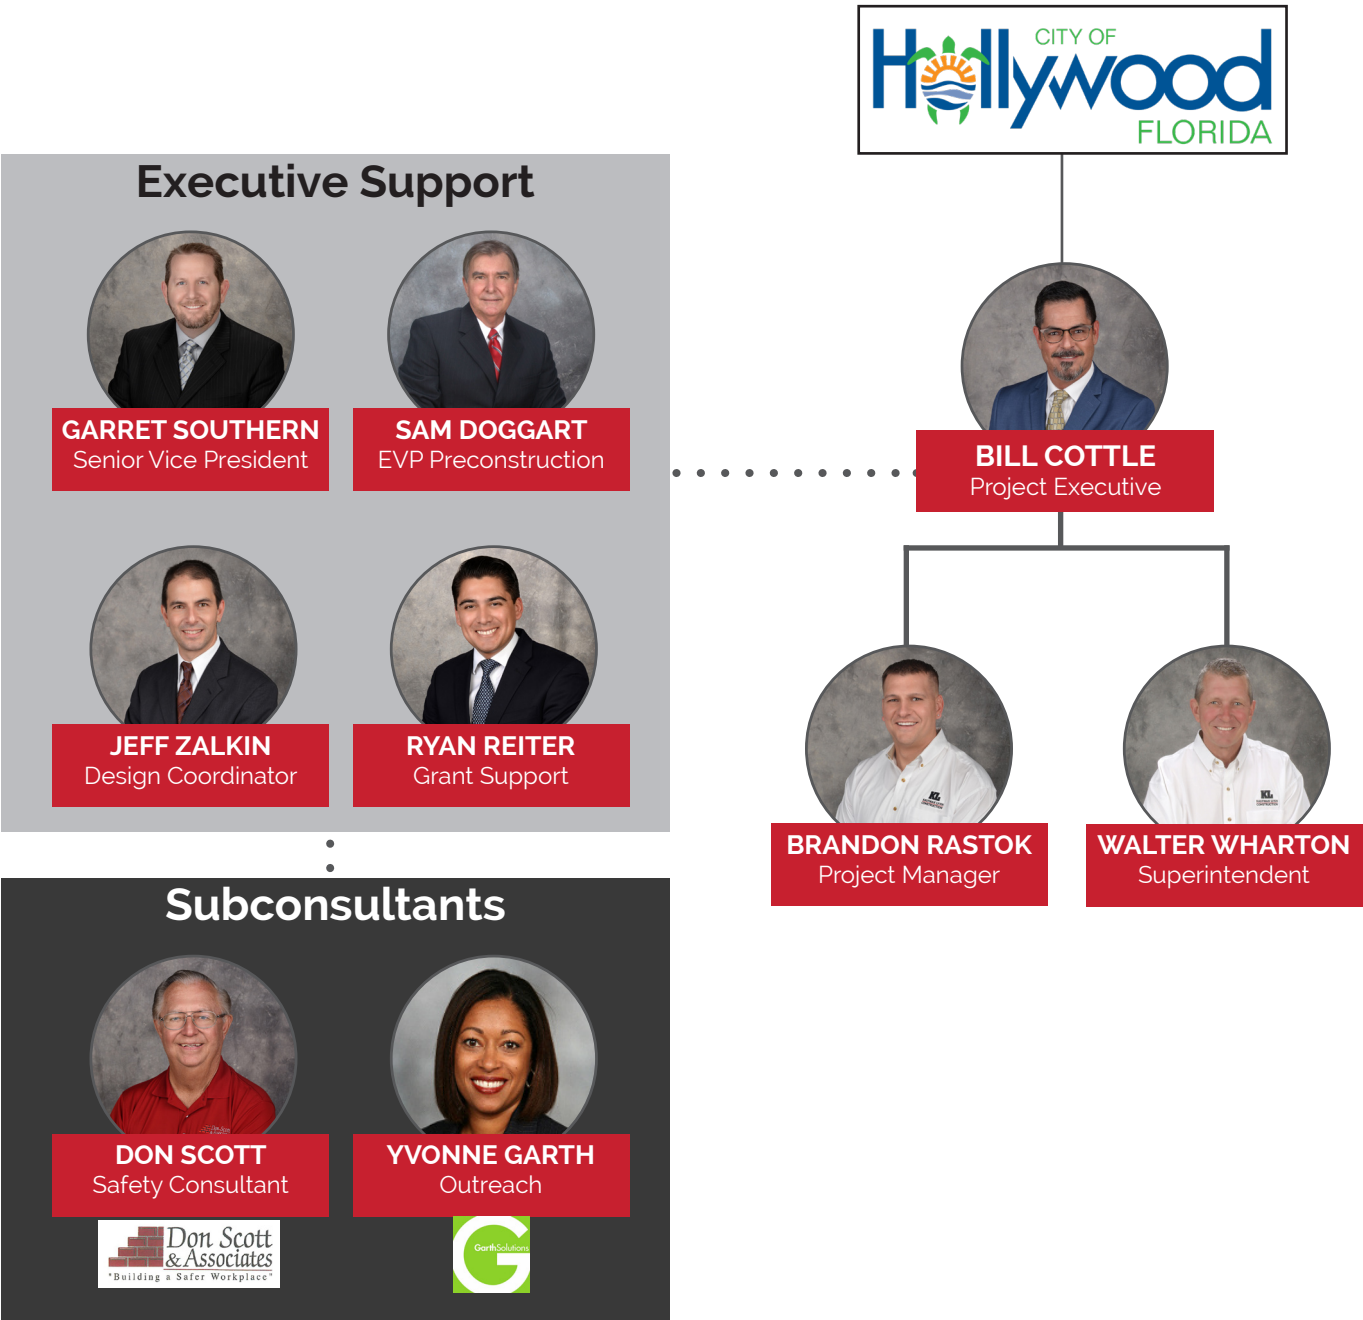 CITY OF
Hollywood
FLORIDA
Executive Support
GARRET SOUTHERN
Senior Vice President
SAM DOGGART
EVP Preconstruction
BILL COTTLE
Project Executive
JEFF ZALKIN
Design Coordinator
RYAN REITER
Grant Support
KL
KL
BRANDON RASTOK
Project Manager
WALTER WHARTON
Superintendent
Subconsultants
DON SCOTT
Safety Consultant
YVONNE GARTH
Outreach
Don Scott
& Associates
"Building a Safer Workplace"
GarthSolutions